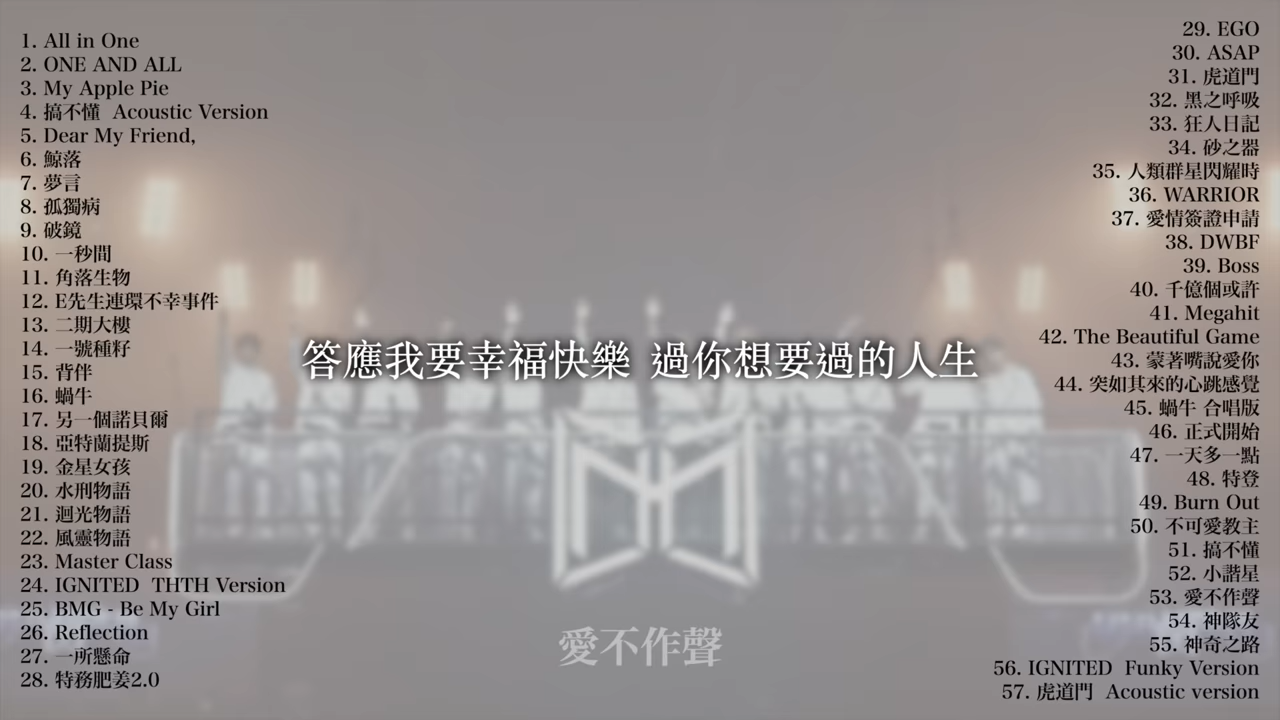 1. All in One
2. ONE AND ALL
3. My Apple Pie
4. 搞不懂  Acoustic Version
5. Dear My Friend,
6. 鯨落
7. 夢言
8. 孤獨病
9. 破鏡
10. 一秒間
11. 角落生物
12. E先生連環不幸事件
13. 二期大樓
14. 一號種籽
15. 背伴
16. 蝸牛
17. 另一個諾貝爾
18. 亞特蘭提斯
19. 金星女孩
20. 水刑物語
21. 迴光物語
22. 風靈物語
23. Master Class
24. IGNITED  THTH Version
25. BMG - Be My Girl
26. Reflection
27. 一所懸命
28. 特務肥姜2.0
答應我要幸福快樂 過你想要過的人生
愛不作聲
29. EGO
30. ASAP
31. 虎道門
32. 黑之呼吸
33. 狂人日記
34. 砂之器
35. 人類群星閃耀時
36. WARRIOR
37. 愛情簽證申請
38. DWBF
39. Boss
40. 千億個或許
41. Megahit
42. The Beautiful Game
43. 蒙著嘴說愛你
44. 突如其來的心跳感覺
45. 蝸牛 合唱版
46. 正式開始
47. 一天多一點
48. 特登
49. Burn Out
50. 不可愛教主
51. 搞不懂
52. 小諧星
53. 愛不作聲
54. 神隊友
55. 神奇之路
56. IGNITED  Funky Version
57. 虎道門  Acoustic version